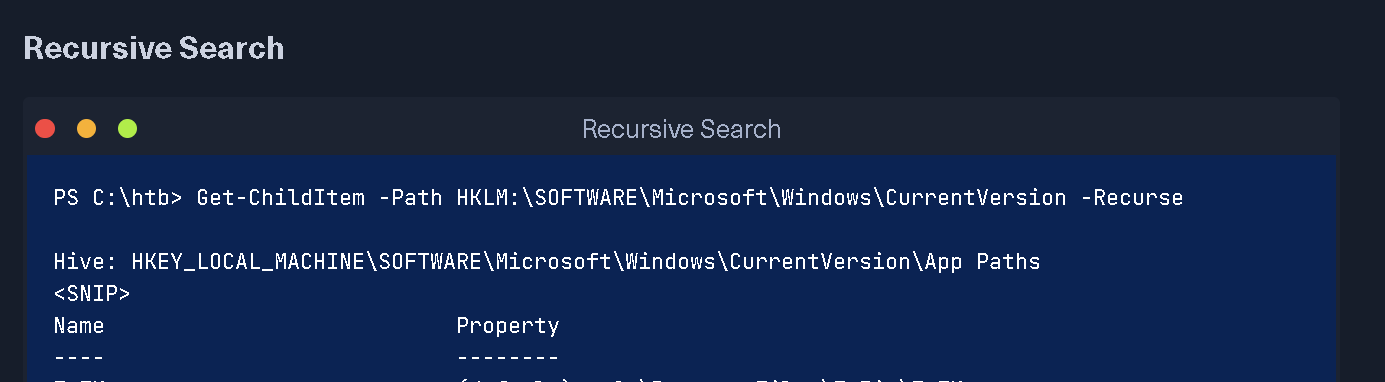 Recursive Search
Recursive Search
PS C:\htb> Get-ChildItem -Path HKLM:\SOFTWARE\Microsoft\Windows\CurrentVersion -Recurse
Hive: HKEY_LOCAL_MACHINE\SOFTWARE\Microsoft\Windows\CurrentVersion\App Paths
<SNIP>
Name Property
---- --------